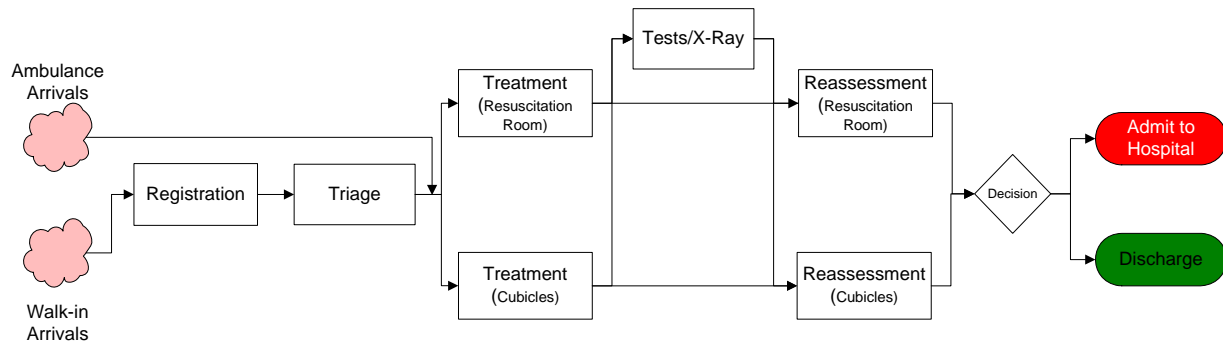 Ambulance
Arrivals
Walk-in
Arrivals
Registration
Triage
Treatment
(Resuscitation
Room)
Treatment
(Cubicles)
Tests/X-Ray
Reassessment
(Resuscitation
Room)
Reassessment
(Cubicles)
Decision
Admit to
Hospital
Discharge